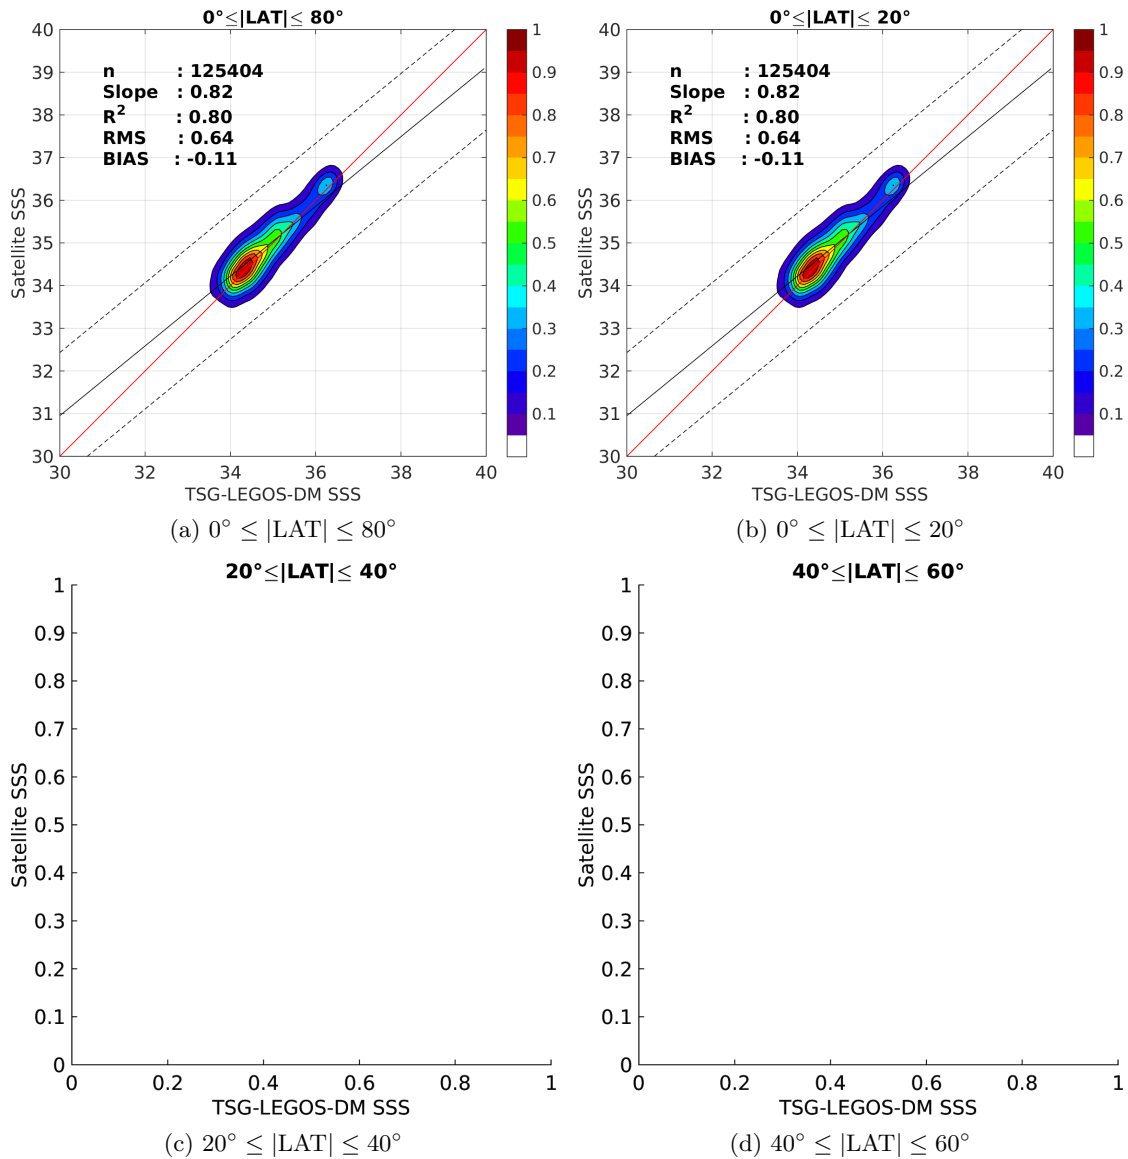 0°≤|LAT|≤ 80°
40
39
38
37
36
35
34
33
32
31
30
30 32 34 36 38 40
Satellite SSS
TSG-LEGOS-DM SSS
n : 125404
Slope : 0.82
R² : 0.80
RMS : 0.64
BIAS : -0.11
1
0.9
0.8
0.7
0.6
0.5
0.4
0.3
0.2
0.1
(a) 0° ≤ |LAT| ≤ 80°
0°≤|LAT|≤ 20°
40
39
38
37
36
35
34
33
32
31
30
30 32 34 36 38 40
Satellite SSS
TSG-LEGOS-DM SSS
n : 125404
Slope : 0.82
R² : 0.80
RMS : 0.64
BIAS : -0.11
1
0.9
0.8
0.7
0.6
0.5
0.4
0.3
0.2
0.1
(b) 0° ≤ |LAT| ≤ 20°
20°≤|LAT|≤ 40°
1
0.9
0.8
0.7
0.6
0.5
0.4
0.3
0.2
0.1
0
0 0.2 0.4 0.6 0.8 1
Satellite SSS
TSG-LEGOS-DM SSS
(c) 20° ≤ |LAT| ≤ 40°
40°≤|LAT|≤ 60°
1
0.9
0.8
0.7
0.6
0.5
0.4
0.3
0.2
0.1
0
0 0.2 0.4 0.6 0.8 1
Satellite SSS
TSG-LEGOS-DM SSS
(d) 40° ≤ |LAT| ≤ 60°